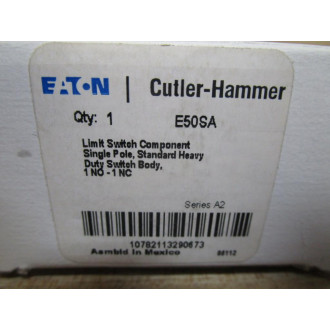 EATON | Cutler-Hammer
Qty: 1 E50SA
Limit Switch Component
Single Pole, Standard Heavy
Duty Switch Body,
1 NO - 1 NC
Series A2
10782113290673
Asmbld in Mexico